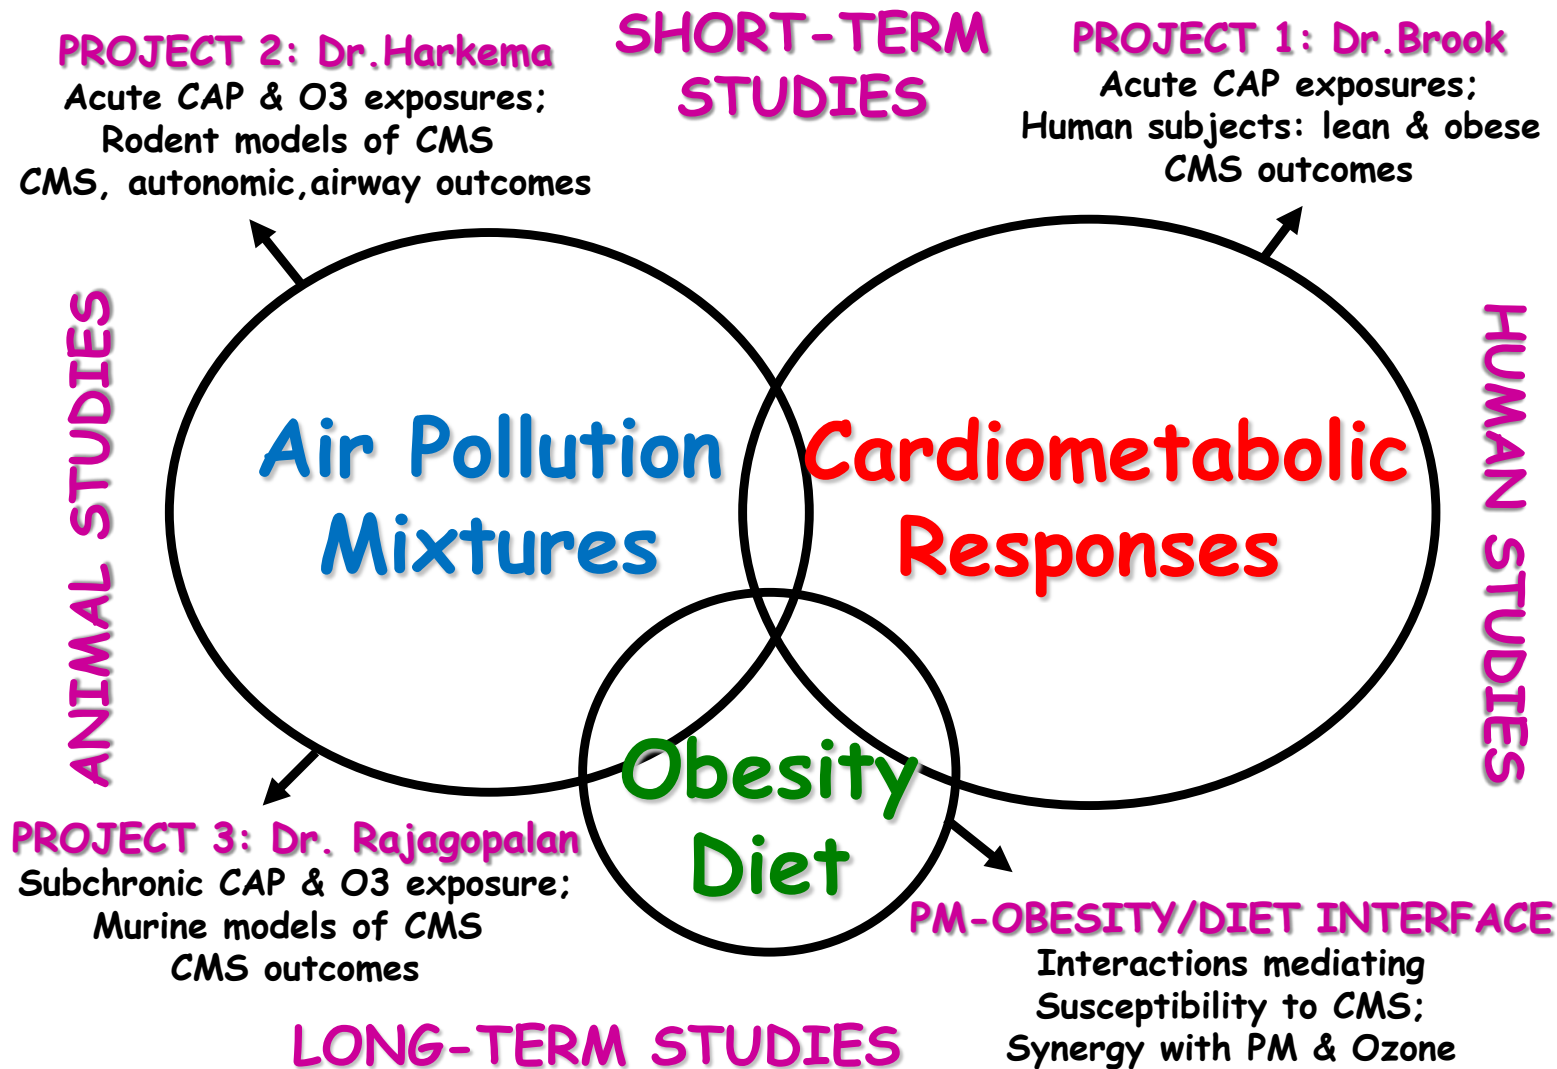 SHORT-TERM
STUDIES
PROJECT 2: Dr.Harkema
Acute CAP & O3 exposures;
Rodent models of CMS
CMS, autonomic,airway outcomes
PROJECT 1: Dr.Brook
Acute CAP exposures;
Human subjects: lean & obese
CMS outcomes
ANIMAL STUDIES
Air Pollution
Mixtures
Cardiometabolic
Responses
HUMAN STUDIES
Obesity
Diet
PROJECT 3: Dr. Rajagopalan
Subchronic CAP & O3 exposure;
Murine models of CMS
CMS outcomes
PM-OBESITY/DIET INTERFACE
Interactions mediating
Susceptibility to CMS;
Synergy with PM & Ozone
LONG-TERM STUDIES